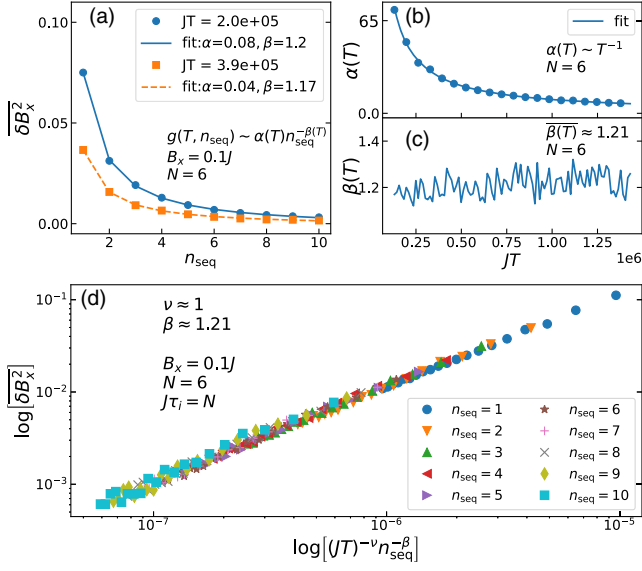 (a)
JT = 2.0e+05
fit:α=0.08, β=1.2
JT = 3.9e+05
fit:α=0.04, β=1.17
g(T, n_seq) ~ α(T)n_seq^{-β(T)}
B_x = 0.1J
N = 6
0.10
0.05
0.00
\overline{δB_x^2}
2 4 6 8 10
n_seq
(b)
fit
α(T) ~ T^{-1}
N = 6
65
0.0
α(T)
(c)
\overline{β(T)} ≈ 1.21
N = 6
1.4
1.2
β(T)
0.25 0.50 0.75 1.00 1.25
1e6
JT
(d)
ν ≈ 1
β ≈ 1.21
B_x = 0.1J
N = 6
Jτ_i = N
10^{-1}
10^{-2}
10^{-3}
log[\overline{δB_x^2}]
n_seq = 1
n_seq = 2
n_seq = 3
n_seq = 4
n_seq = 5
n_seq = 6
n_seq = 7
n_seq = 8
n_seq = 9
n_seq = 10
10^{-7} 10^{-6} 10^{-5}
log[(JT)^{-ν} n_seq^{-β}]